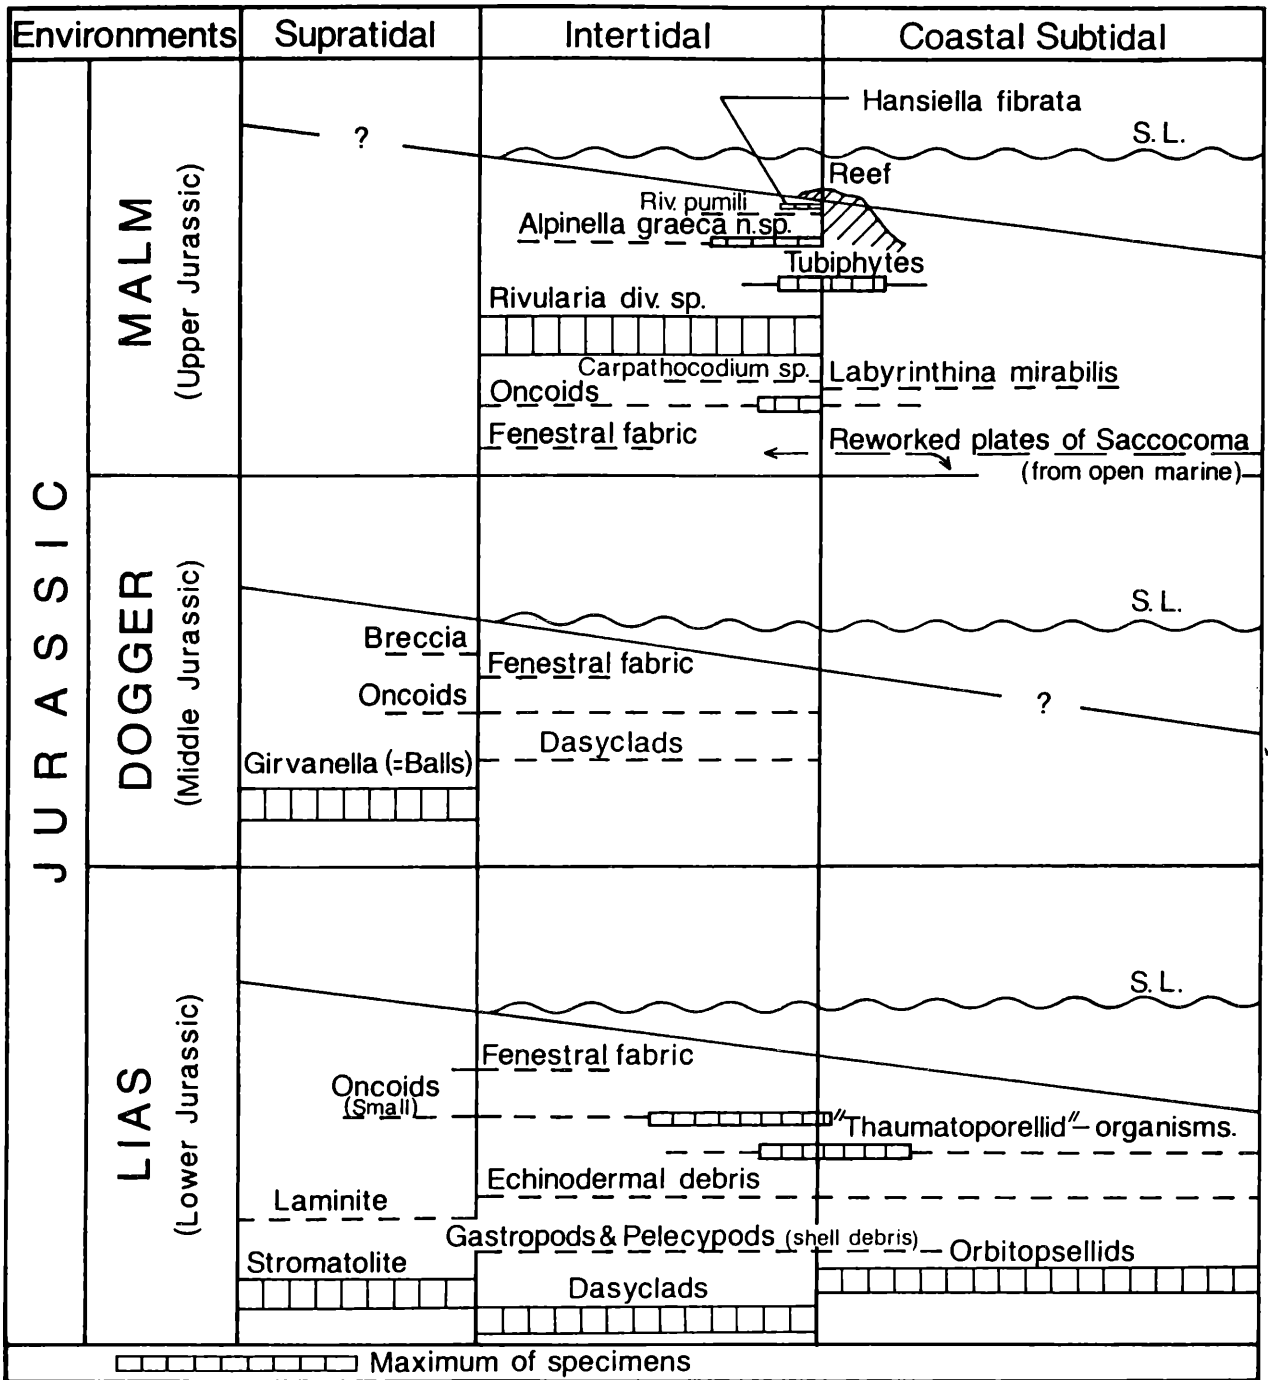 Environments
Supratidal
Intertidal
Coastal Subtidal
JURASSIC
MALM
(Upper Jurassic)
?
Hansiella fibrata
S.L.
Reef
Riv. pumili
Alpinella graeca n.sp.
Tubiphytes
Rivularia div. sp.
Carpathocodium sp.
Labyrinthina mirabilis
Oncoids
Fenestral fabric
Reworked plates of Saccocoma
(from open marine)
DOGGER
(Middle Jurassic)
S.L.
Breccia
Fenestral fabric
Oncoids
?
Dasyclads
Girvanella (=Balls)
LIAS
(Lower Jurassic)
S.L.
Fenestral fabric
Oncoids
(Small)
"Thaumatoporellid"-organisms.
Echinodermal debris
Laminite
Gastropods & Pelecypods (shell debris)
Orbitopsellids
Stromatolite
Dasyclads
Maximum of specimens